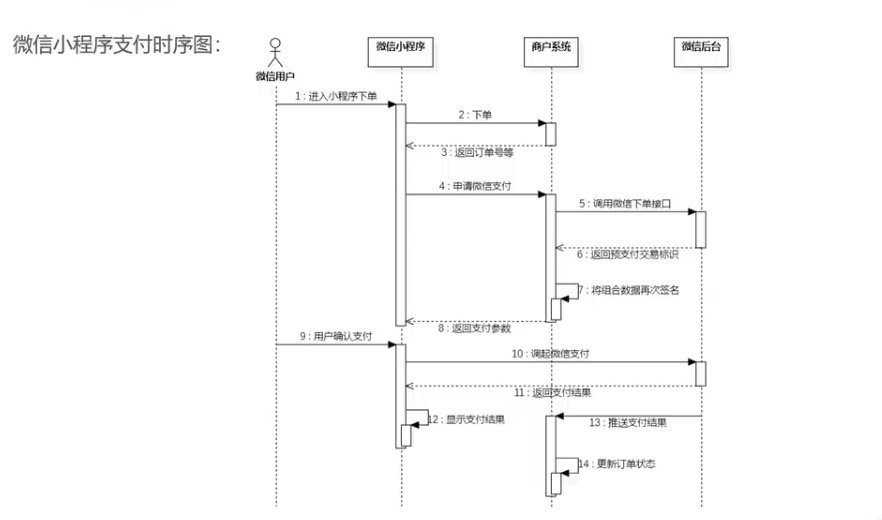 微信小程序支付时序图：
微信用户
微信小程序
商户系统
微信后台
1 : 进入小程序下单
2 : 下单
3 : 返回订单号等
4 : 申请微信支付
5 : 调用微信下单接口
6 : 返回预支付交易标识
7 : 将组合数据再次签名
8 : 返回支付参数
9 : 用户确认支付
10 : 调起微信支付
11 : 返回支付结果
12 : 显示支付结果
13 : 推送支付结果
14 : 更新订单状态